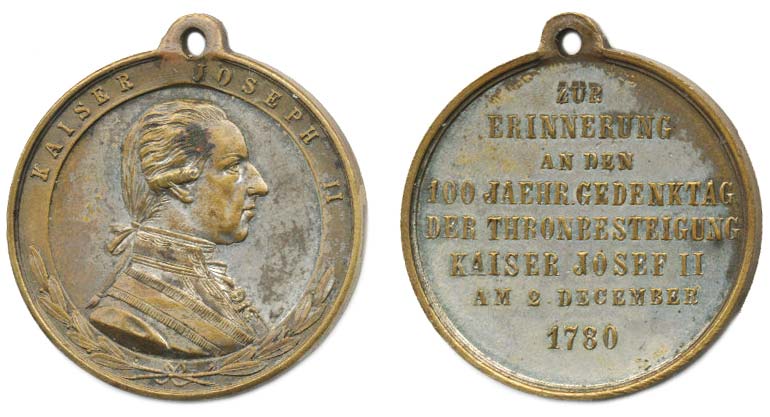 KAISER JOSEPH II
ZUR
ERINNERUNG
AN DEN
100 JAEHR. GEDENKTAG
DER THRONBESTEIGUNG
KAISER JOSEF II
AM 2. DECEMBER
1780